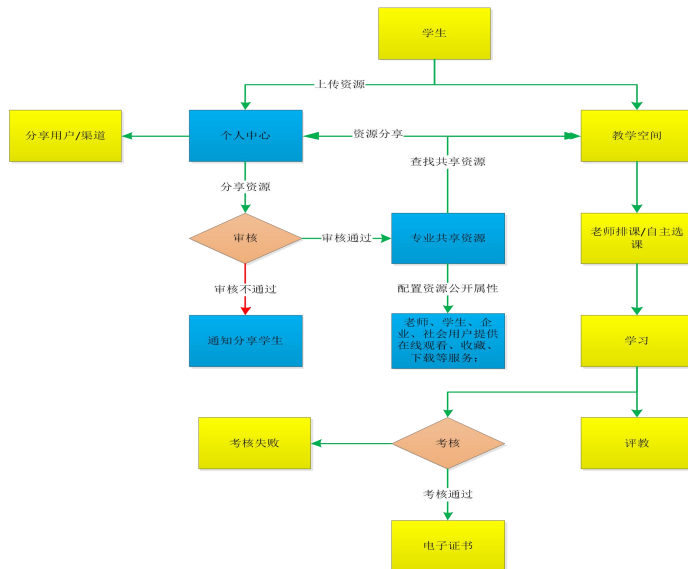 学生
上传资源
分享用户/渠道
个人中心
资源分享
教学空间
查找共享资源
分享资源
审核
审核通过
专业共享资源
老师排课/自主选
课
审核不通过
配置资源公开属性
通知分享学生
老师、学生、企
业、社会用户提供
在线观看、收藏、
下载等服务；
学习
考核失败
考核
评教
考核通过
电子证书